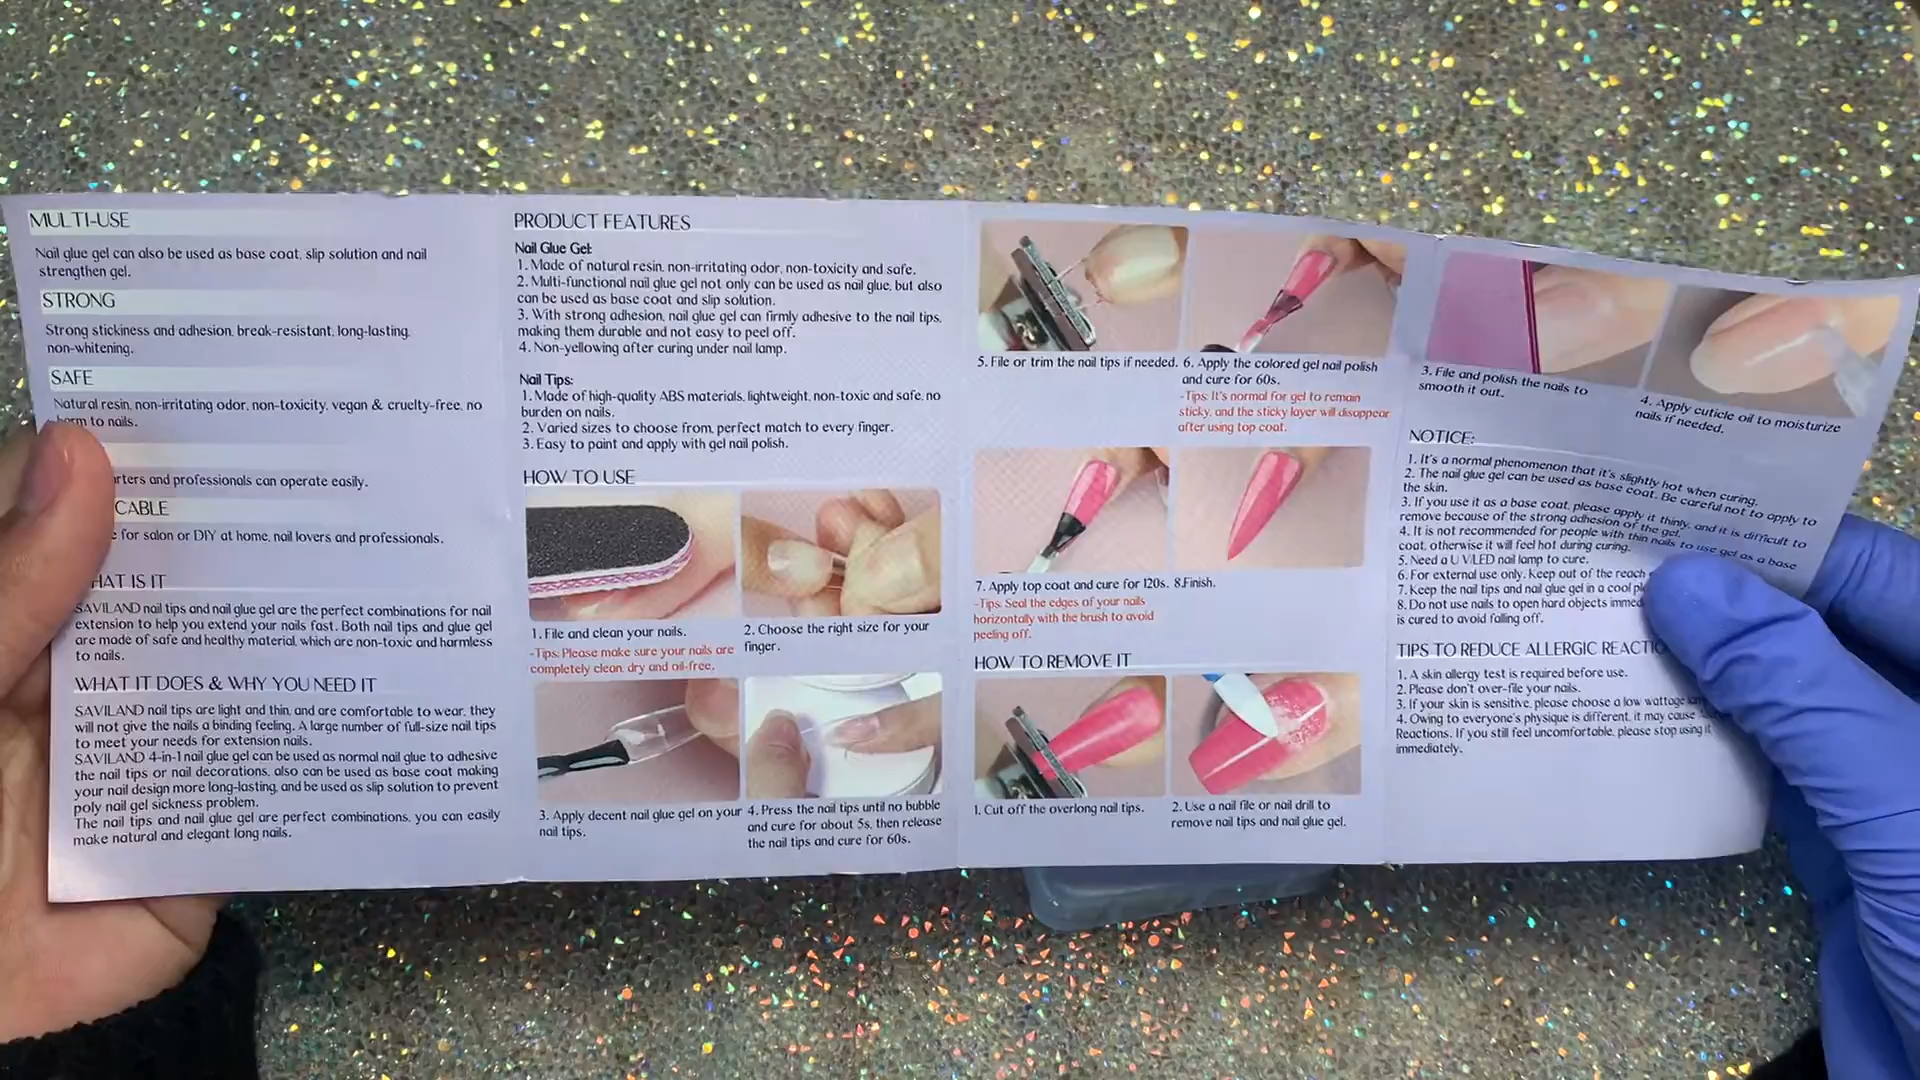 MULTI-USE
Nail glue gel can also be used as base coat, slip solution and nail
strengthen gel.
STRONG
Strong stickiness and adhesion, break-resistant, long-lasting,
non-whitening.
SAFE
Natural resin, non-irritating odor, non-toxicity, vegan & cruelty-free, no
harm to nails.
rters and professionals can operate easily.
CABLE
for salon or DIY at home, nail lovers and professionals.
HAT IS IT
SAVILAND nail tips and nail glue gel are the perfect combinations for nail
extension to help you extend your nails fast. Both nail tips and glue gel
are made of safe and healthy material, which are non-toxic and harmless
to nails.
WHAT IT DOES & WHY YOU NEED IT
SAVILAND nail tips are light and thin, and are comfortable to wear, they
will not give the nails a binding feeling. A large number of full-size nail tips
to meet your needs for extension nails.
SAVILAND 4-in-1 nail glue gel can be used as normal nail glue to adhesive
the nail tips or nail decorations, also can be used as base coat making
your nail design more long-lasting, and be used as slip solution to prevent
poly nail gel sickness problem.
The nail tips and nail glue gel are perfect combinations, you can easily
make natural and elegant long nails.
PRODUCT FEATURES
Nail Glue Gel:
1. Made of natural resin, non-irritating odor, non-toxicity and safe.
2. Multi-functional nail glue gel not only can be used as nail glue, but also
can be used as base coat and slip solution.
3. With strong adhesion, nail glue gel can firmly adhesive to the nail tips,
making them durable and not easy to peel off.
4. Non-yellowing after curing under nail lamp.
Nail Tips:
1. Made of high-quality ABS materials, lightweight, non-toxic and safe, no
burden on nails.
2. Varied sizes to choose from, perfect match to every finger.
3. Easy to paint and apply with gel nail polish.
HOW TO USE
1. File and clean your nails.
-Tips: Please make sure your nails are
completely clean, dry and oil-free.
2. Choose the right size for your
finger.
3. Apply decent nail glue gel on your
nail tips.
4. Press the nail tips until no bubble
and cure for about 5s, then release
the nail tips and cure for 60s.
5. File or trim the nail tips if needed.
6. Apply the colored gel nail polish
and cure for 60s.
-Tips: It's normal for gel to remain
sticky, and the sticky layer will disappear
after using top coat.
7. Apply top coat and cure for 120s.
-Tips: Seal the edges of your nails
horizontally with the brush to avoid
peeling off.
8.Finish.
HOW TO REMOVE IT
1. Cut off the overlong nail tips.
2. Use a nail file or nail drill to
remove nail tips and nail glue gel.
3. File and polish the nails to
smooth it out.
4. Apply cuticle oil to moisturize
nails if needed.
NOTICE:
1. It's a normal phenomenon that it's slightly hot when curing.
2. The nail glue gel can be used as base coat. Be careful not to apply to
the skin.
3. If you use it as a base coat, please apply it thinly, and it is difficult to
remove because of the strong adhesion of the gel.
4. It is not recommended for people with thin nails to use gel as a base
coat, otherwise it will feel hot during curing.
5. Need a UV/LED nail lamp to cure.
6. For external use only. Keep out of the reach
7. Keep the nail tips and nail glue gel in a cool pl
8. Do not use nails to open hard objects immed
is cured to avoid falling off.
TIPS TO REDUCE ALLERGIC REACTIO
1. A skin allergy test is required before use.
2. Please don't over-file your nails.
3. If your skin is sensitive, please choose a low wattage
4. Owing to everyone's physique is different, it may cause
Reactions. If you still feel uncomfortable, please stop using it
immediately.